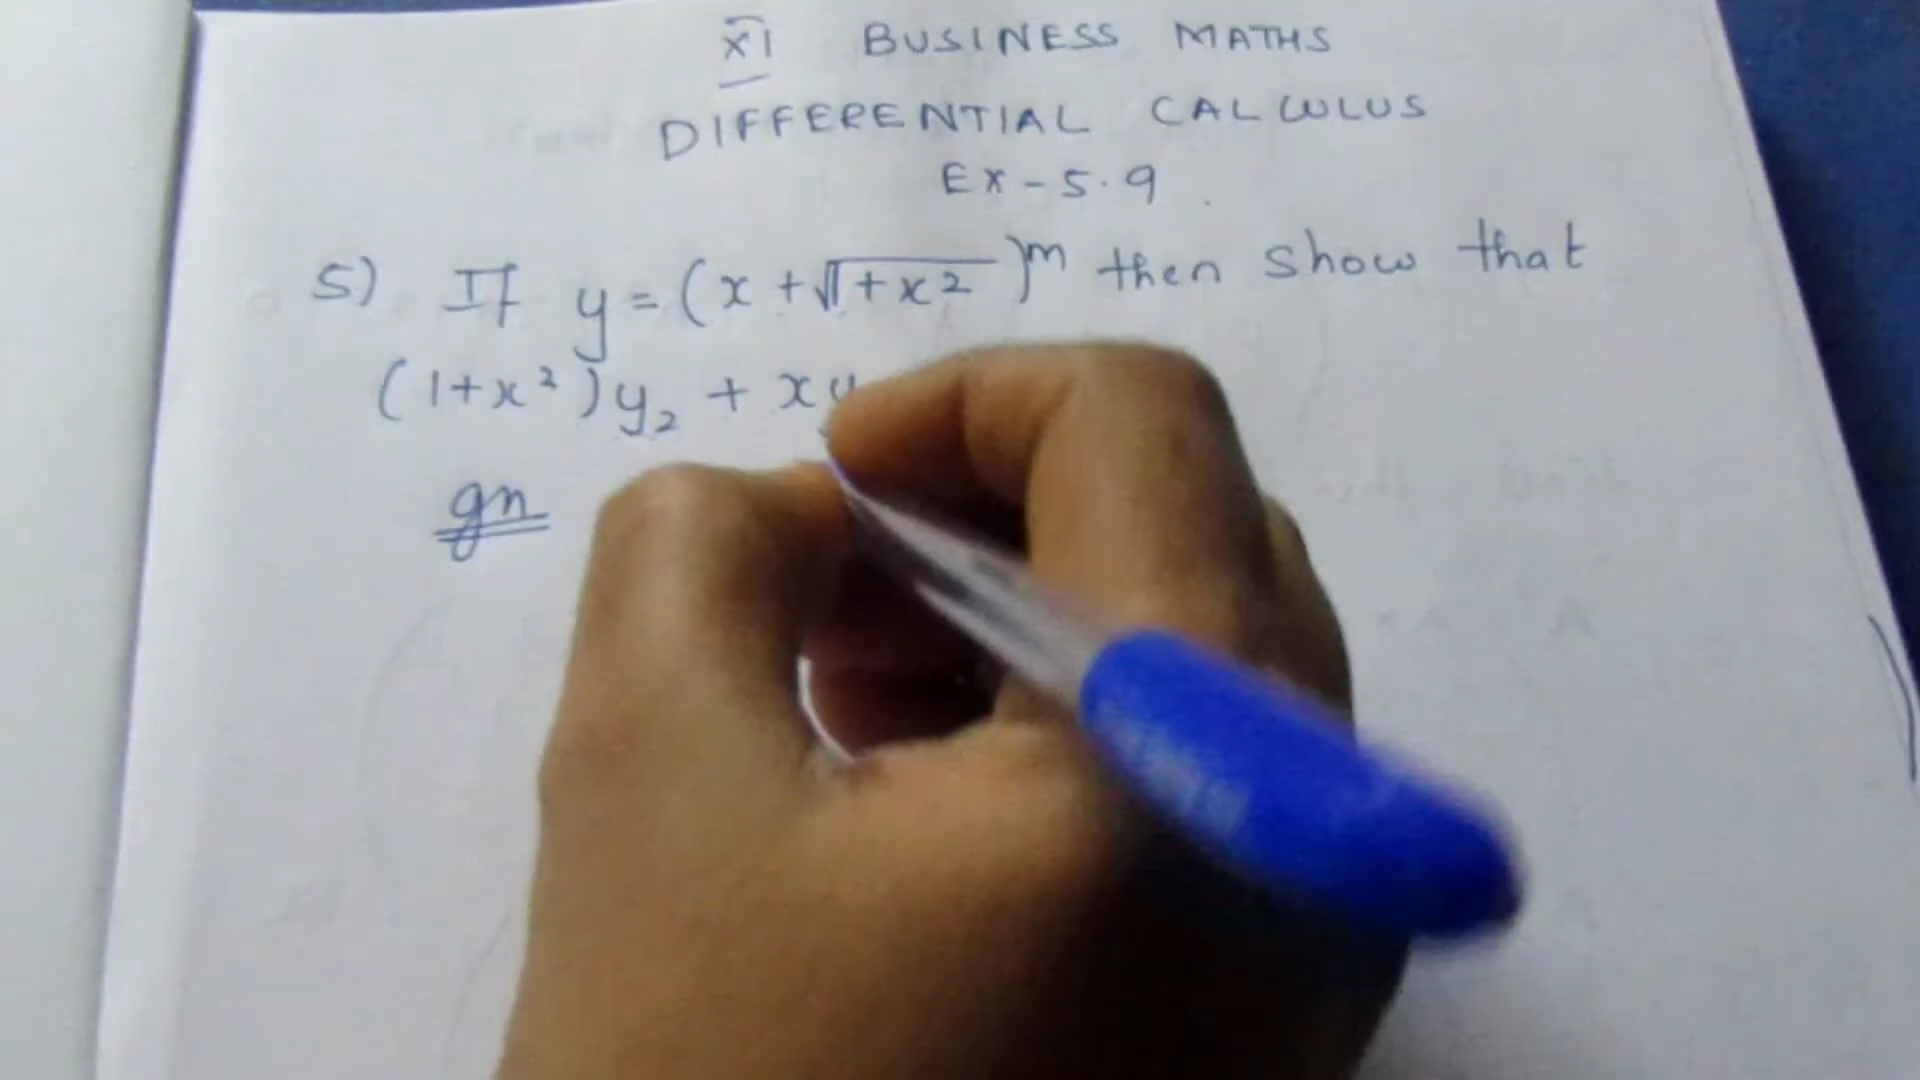 XI BUSINESS MATHS
DIFFERENTIAL CALCULUS
EX-5.9.
5) If y=(x+√1+x²)ᵐ then show that
(1+x²)y₂ + xy
gn